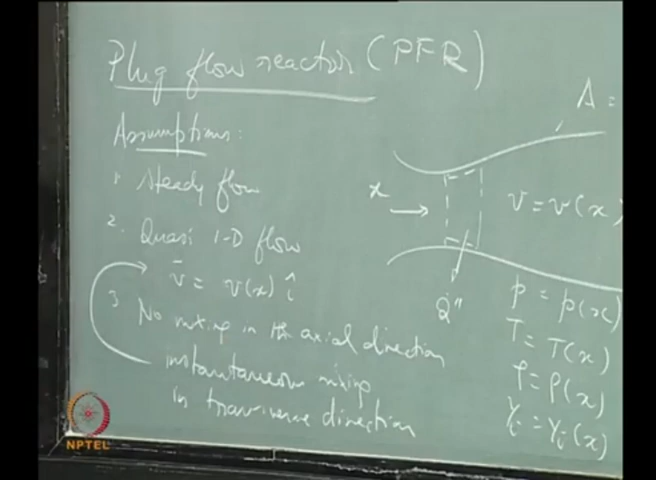 Plug flow reactor (PFR)
Assumptions:
1. Steady flow
2. Quasi 1-D flow
v̄ = v(x) î
3 No mixing in the axial direction
instantaneous mixing
in transverse direction
A =
x
v = v(x)
Q̇"
p = p(x)
T = T(x)
ρ = ρ(x)
Yi = Yi(x)
NPTEL